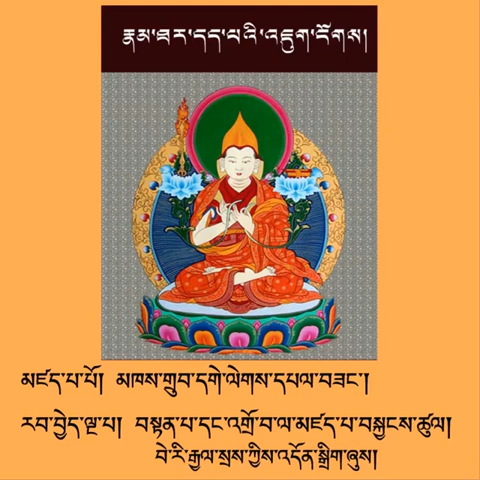 རྣམ་ཐར་དད་པའི་འཇུག་ངོགས།
མཛད་པ་པོ། མཁས་གྲུབ་དགེ་ལེགས་དཔལ་བཟང་།
རབ་བྱེད་ལྔ་པ། བསྟན་པ་དང་འགྲོ་བ་ལ་མཛད་པ་བསྐྱངས་ཚུལ།
བེ་རི་རྒྱལ་སྲས་ཀྱིས་འདོན་སྒྲིག་ཞུས།